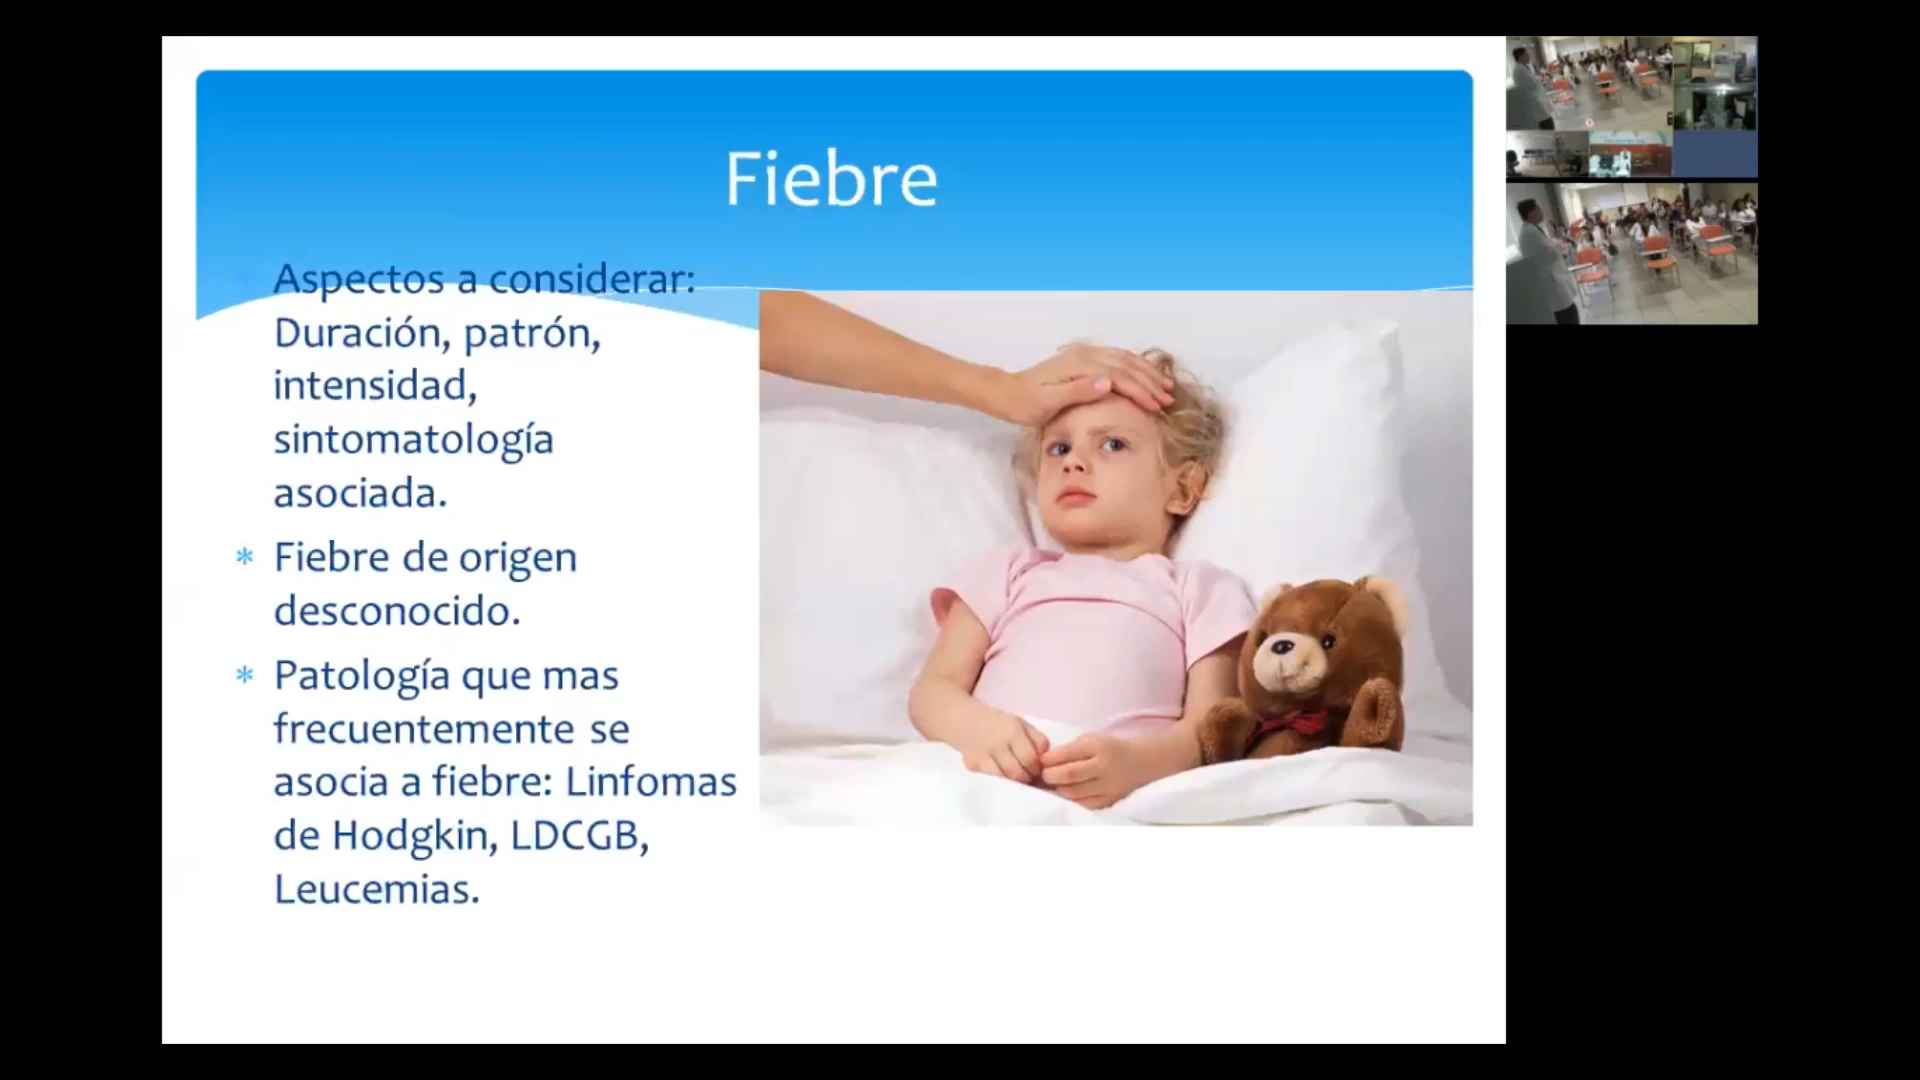 Fiebre
Aspectos a considerar:
Duración, patrón,
intensidad,
sintomatología
asociada.
* Fiebre de origen
desconocido.
* Patología que mas
frecuentemente se
asocia a fiebre: Linfomas
de Hodgkin, LDCGB,
Leucemias.